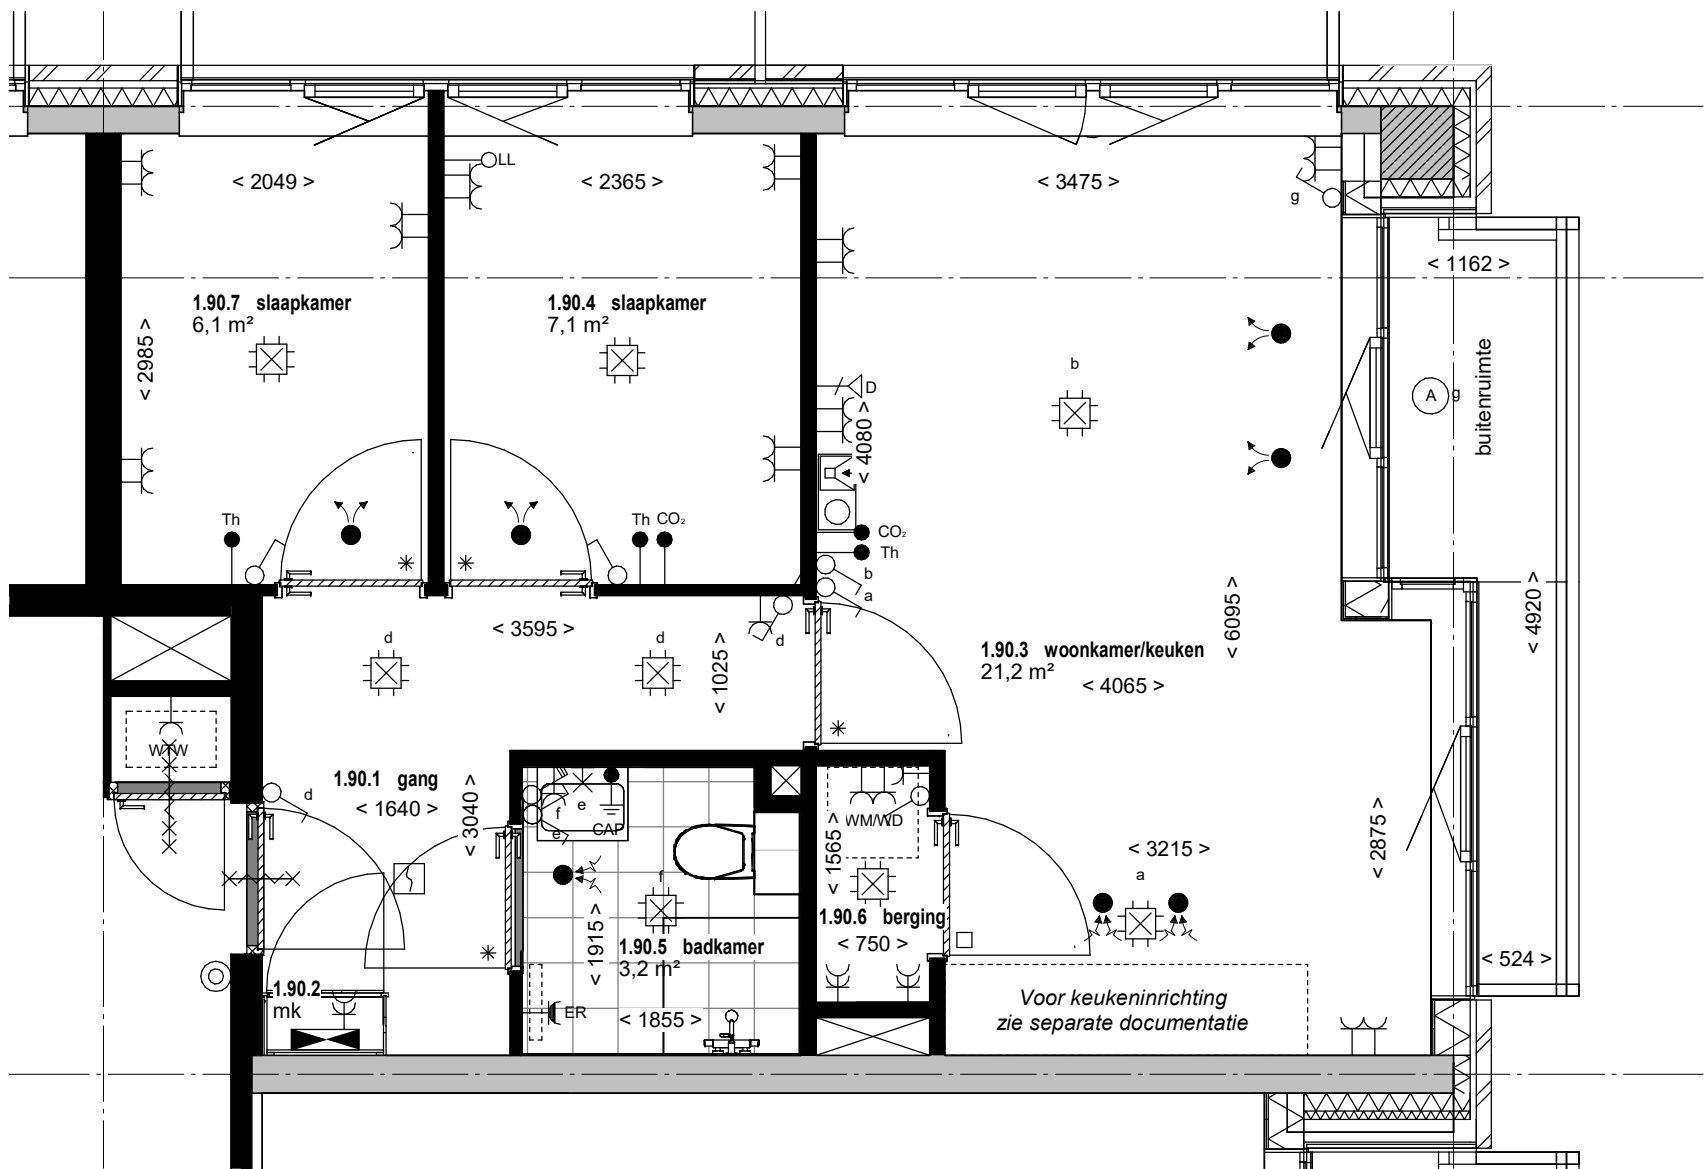 LL
< 2049 >
< 2365 >
< 3475 >
g
< 1162 >
1.90.7 slaapkamer
6,1 m²
1.90.4 slaapkamer
7,1 m²
< 2985 >
b
D
< 4080 >
A
g
buitenruimte
Th
Th CO₂
CO₂
Th
b
a
< 3595 >
d
d
d
< 1025 >
< 6095 >
< 4920 >
1.90.3 woonkamer/keuken
21,2 m²
< 4065 >
WTW
1.90.1 gang
< 1640 >
d
< 3040 >
f
e
e
CAP
WM/WD
< 1565 >
< 3215 >
a
< 2875 >
f
< 1915 >
1.90.5 badkamer
3,2 m²
1.90.6 berging
< 750 >
< 524 >
1.90.2
mk
ER
< 1855 >
Voor keukeninrichting
zie separate documentatie